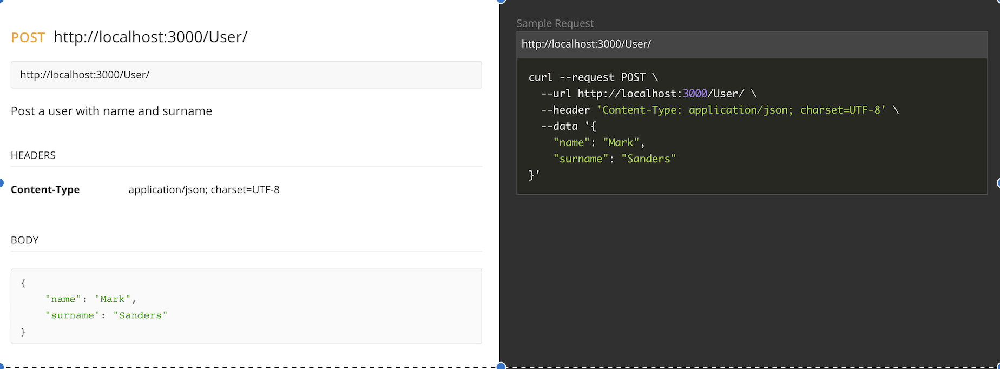 POST http://localhost:3000/User/
http://localhost:3000/User/
Post a user with name and surname
HEADERS
Content-Type application/json; charset=UTF-8
BODY
{
    "name": "Mark",
    "surname": "Sanders"
}
Sample Request
http://localhost:3000/User/
curl --request POST \
  --url http://localhost:3000/User/ \
  --header 'Content-Type: application/json; charset=UTF-8' \
  --data '{
    "name": "Mark",
    "surname": "Sanders"
}'